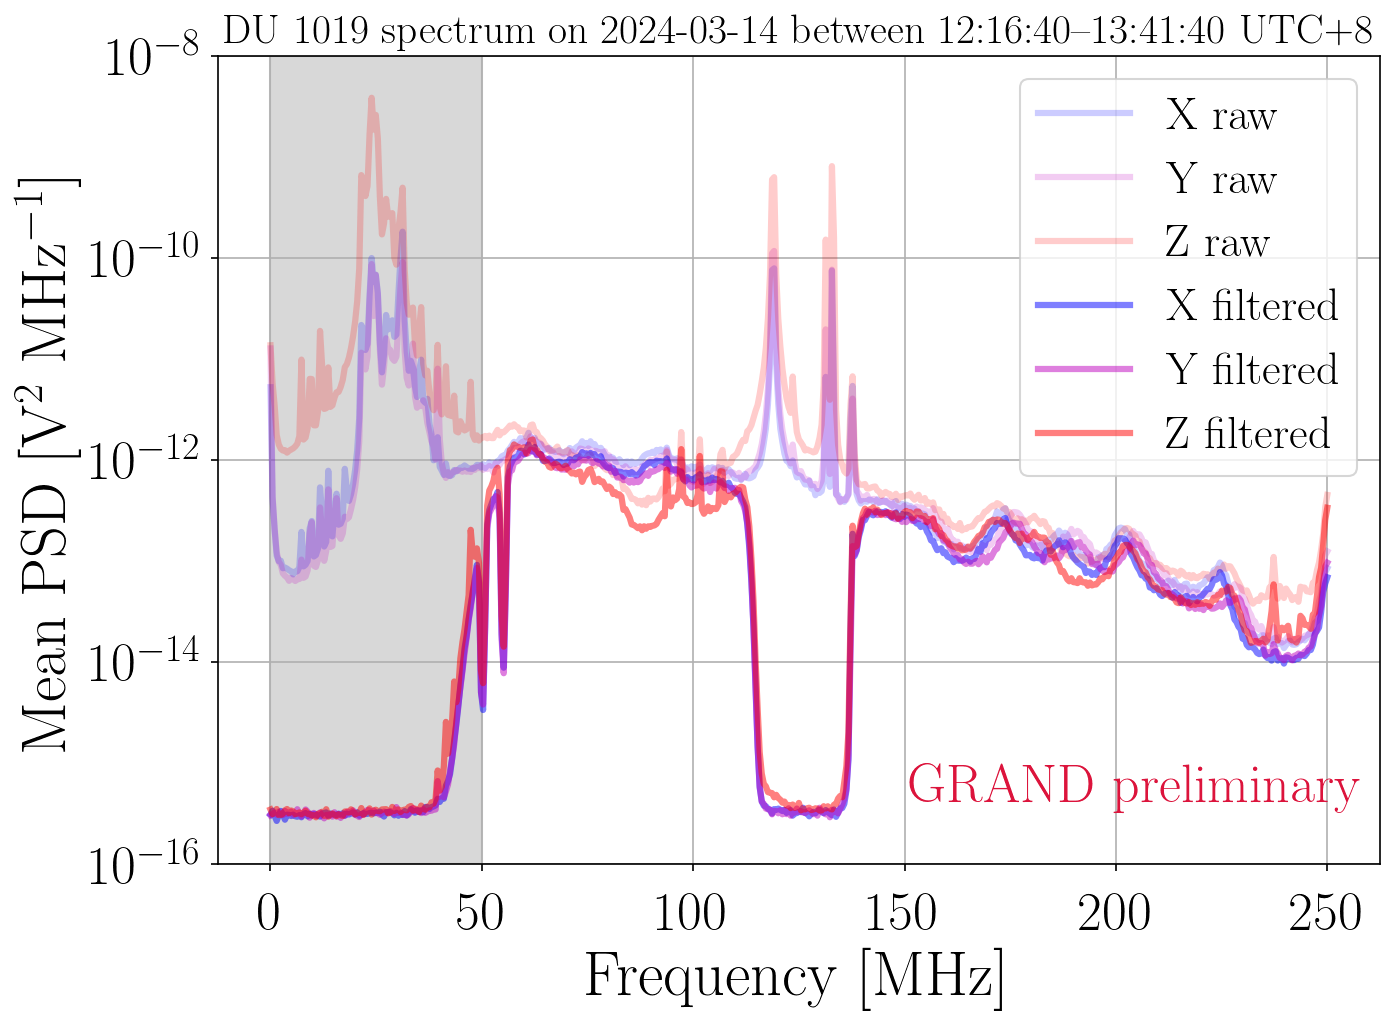 DU 1019 spectrum on 2024-03-14 between 12:16:40–13:41:40 UTC+8
10⁻⁸
10⁻¹⁰
10⁻¹²
10⁻¹⁴
10⁻¹⁶
Mean PSD [V² MHz⁻¹]
X raw
Y raw
Z raw
X filtered
Y filtered
Z filtered
GRAND preliminary
0 50 100 150 200 250
Frequency [MHz]